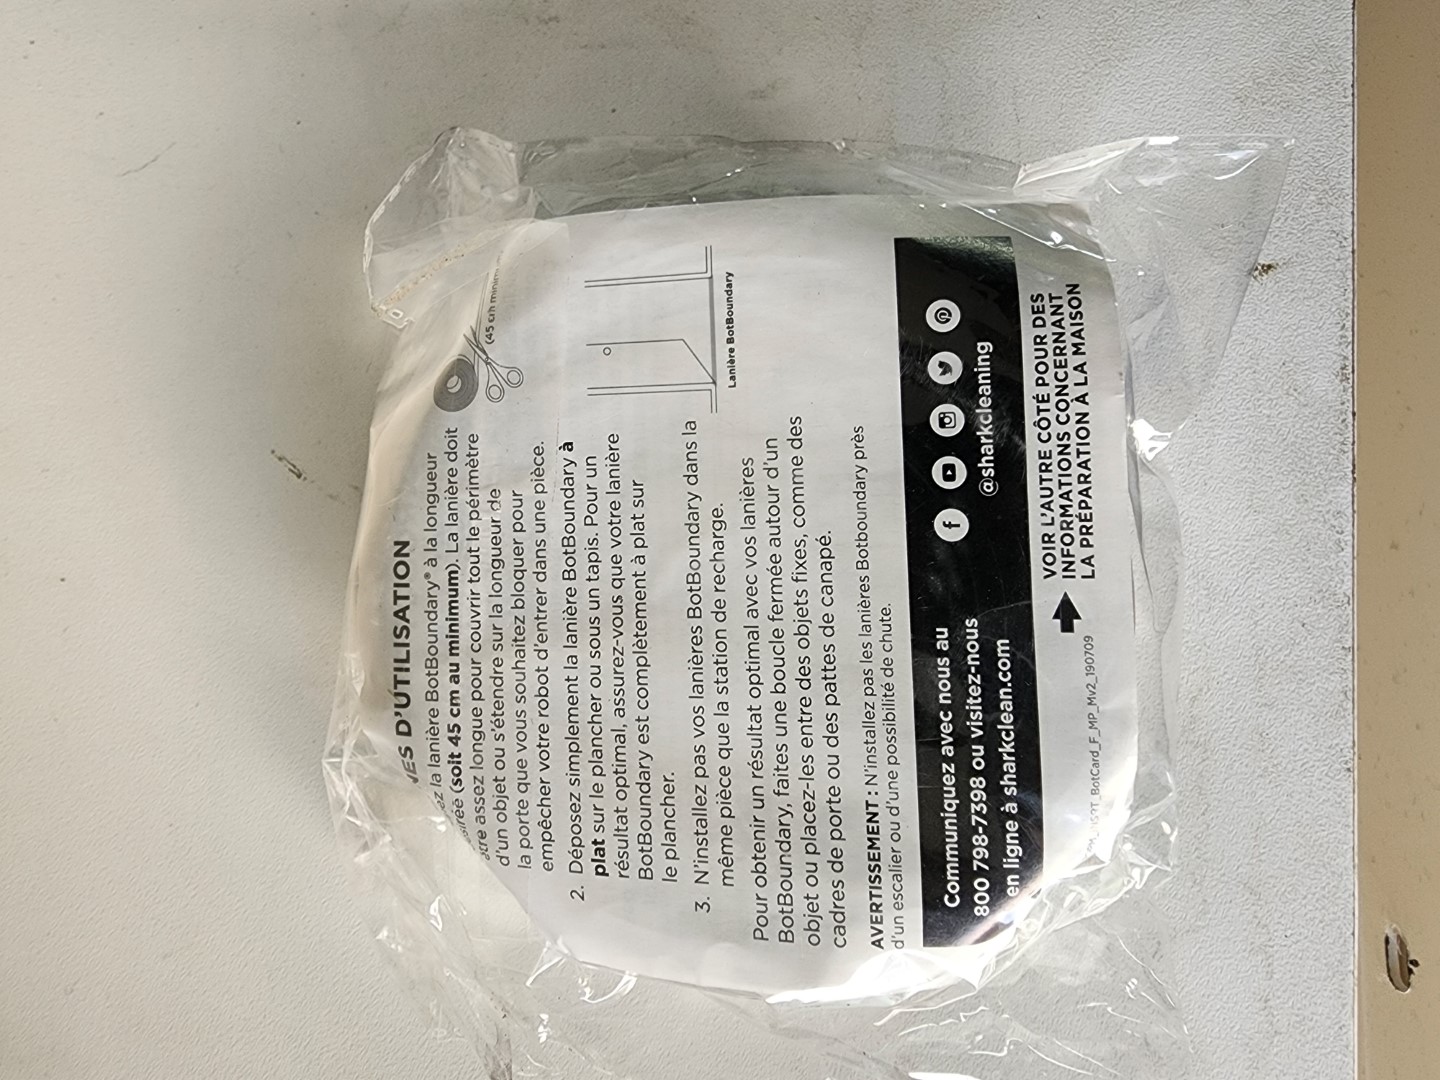 D'UTILISATION
la lanière BotBoundary® à la longueur
(soit 45 cm au minimum). La lanière doit
assez longue pour couvrir tout le périmètre
d'un objet ou s'étendre sur la longueur de
la porte que vous souhaitez bloquer pour
empêcher votre robot d'entrer dans une pièce.
(45 cm
2. Déposez simplement la lanière BotBoundary à
plat sur le plancher ou sous un tapis. Pour un
résultat optimal, assurez-vous que votre lanière
BotBoundary est complètement à plat sur
le plancher.
Lanière BotBoundary
3. N'installez pas vos lanières BotBoundary dans la
même pièce que la station de recharge.
Pour obtenir un résultat optimal avec vos lanières
BotBoundary, faites une boucle fermée autour d'un
objet ou placez-les entre des objets fixes, comme des
cadres de porte ou des pattes de canapé.
AVERTISSEMENT : N'installez pas les lanières Botboundary près
d'un escalier ou d'une possibilité de chute.
Communiquez avec nous au
800 798-7398 ou visitez-nous
en ligne à sharkclean.com
@sharkcleaning
VOIR L'AUTRE CÔTÉ POUR DES
INFORMATIONS CONCERNANT
LA PRÉPARATION À LA MAISON
BotCard_F_MP_Mv2_190709